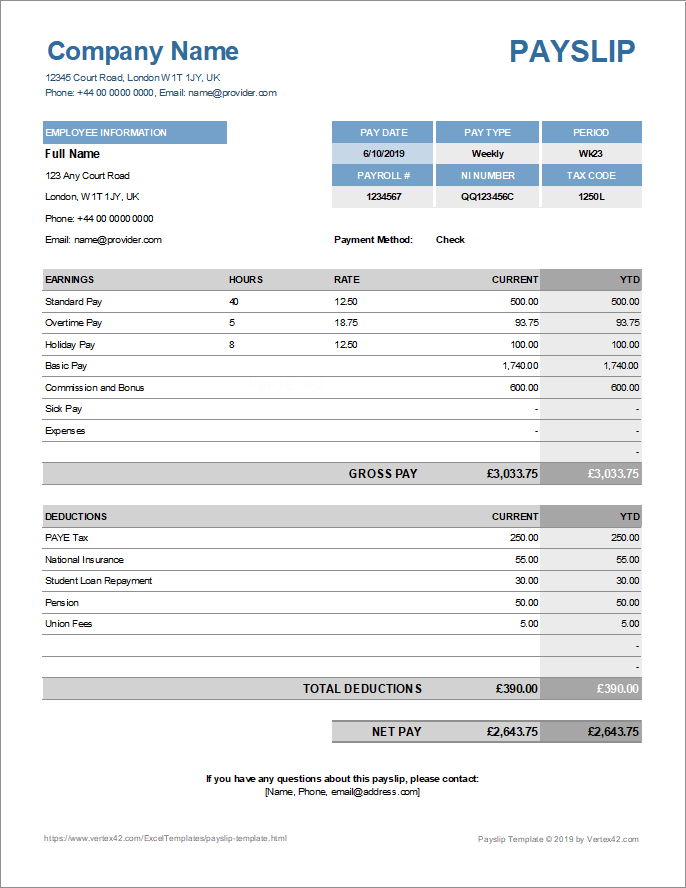 Company Name
PAYSLIP
12345 Court Road, London W1T 1JY, UK
Phone: +44 00 0000 0000, Email: name@provider.com
EMPLOYEE INFORMATION PAY DATE PAY TYPE PERIOD
Full Name 6/10/2019 Weekly Wk23
123 Any Court Road PAYROLL # NI NUMBER TAX CODE
London, W1T 1JY, UK 1234567 QQ123456C 1250L
Phone: +44 00 0000 0000
Email: name@provider.com Payment Method: Check
EARNINGS HOURS RATE CURRENT YTD
Standard Pay 40 12.50 500.00 500.00
Overtime Pay 5 18.75 93.75 93.75
Holiday Pay 8 12.50 100.00 100.00
Basic Pay 1,740.00 1,740.00
Commission and Bonus 600.00 600.00
Sick Pay - -
Expenses - -
-
GROSS PAY £3,033.75 £3,033.75
DEDUCTIONS CURRENT YTD
PAYE Tax 250.00 250.00
National Insurance 55.00 55.00
Student Loan Repayment 30.00 30.00
Pension 50.00 50.00
Union Fees 5.00 5.00
-
-
TOTAL DEDUCTIONS £390.00 £390.00
NET PAY £2,643.75 £2,643.75
If you have any questions about this payslip, please contact:
[Name, Phone, email@address.com]
https://www.vertex42.com/ExcelTemplates/payslip-template.html Payslip Template © 2019 by Vertex42.com